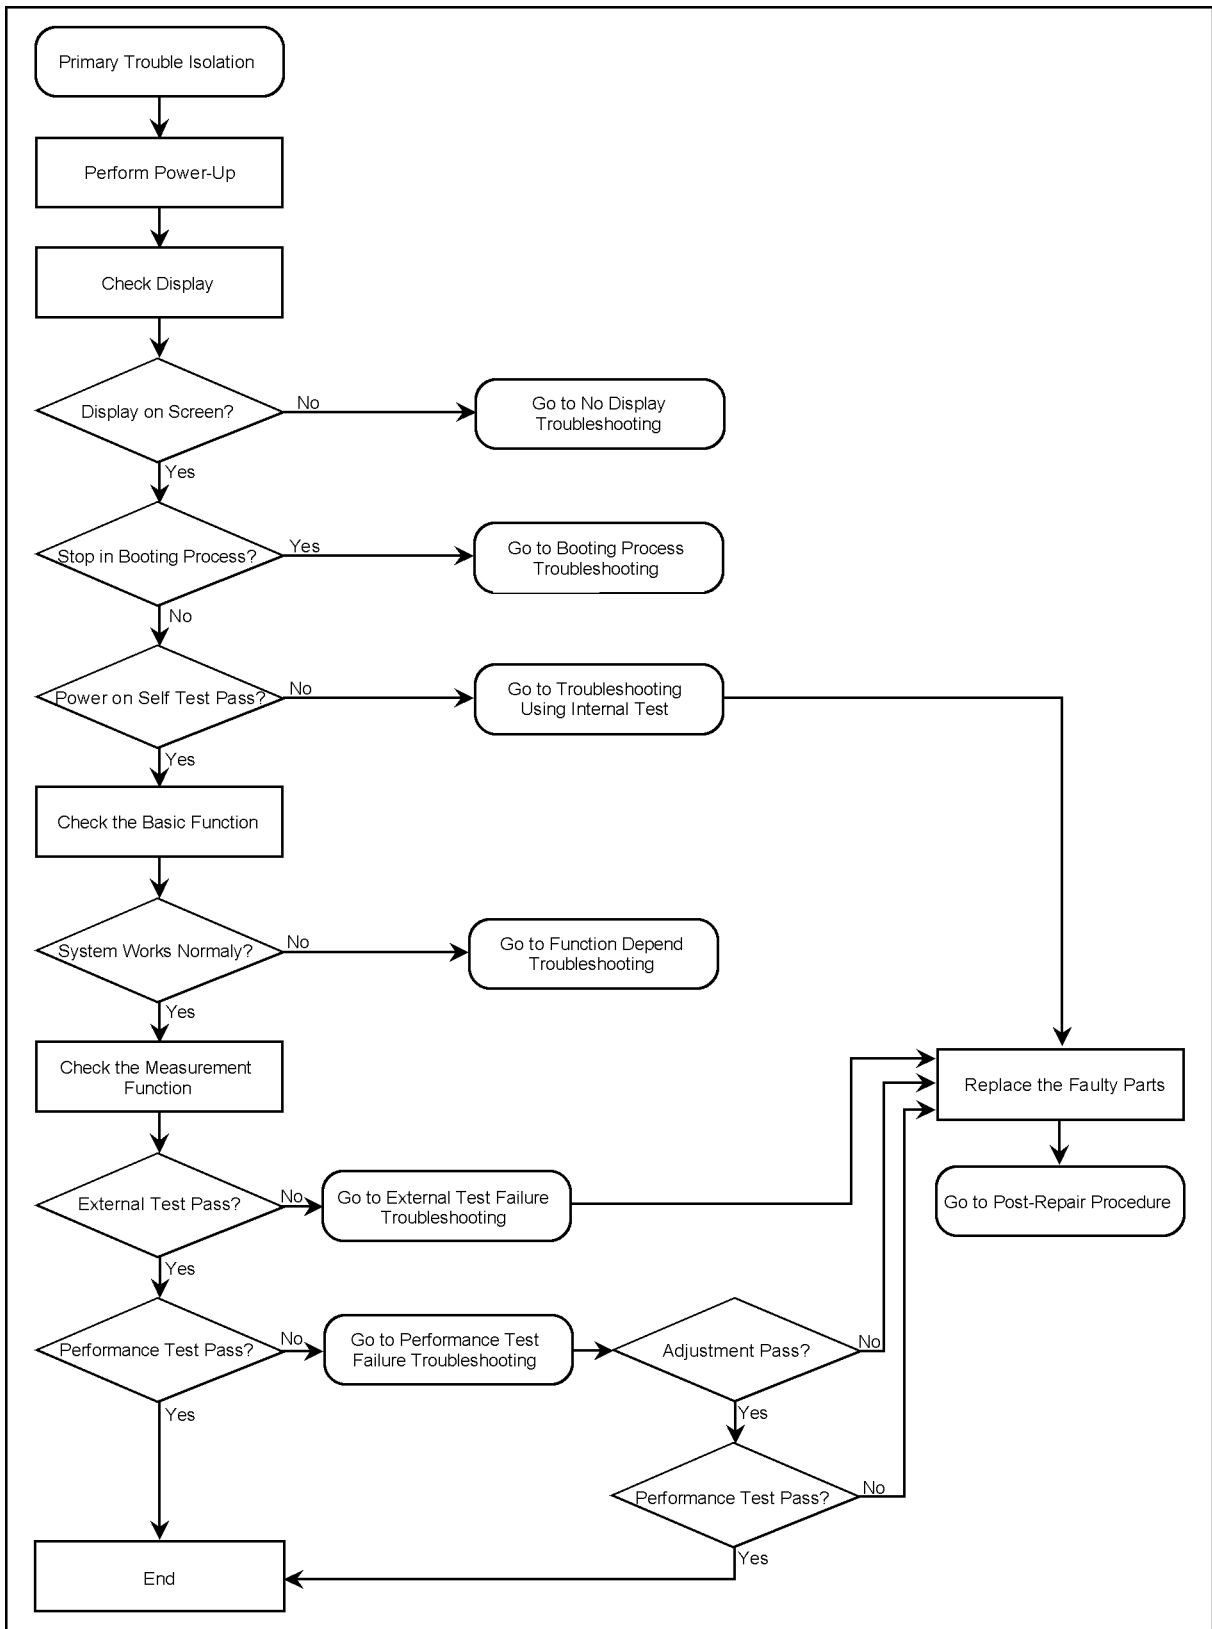 Primary Trouble Isolation
Perform Power-Up
Check Display
Display on Screen?
No
Go to No Display
Troubleshooting
Yes
Stop in Booting Process?
Yes
Go to Booting Process
Troubleshooting
No
Power on Self Test Pass?
No
Go to Troubleshooting
Using Internal Test
Yes
Check the Basic Function
System Works Normaly?
No
Go to Function Depend
Troubleshooting
Yes
Check the Measurement
Function
Replace the Faulty Parts
External Test Pass?
No
Go to External Test Failure
Troubleshooting
Go to Post-Repair Procedure
Yes
Performance Test Pass?
No
Go to Performance Test
Failure Troubleshooting
Adjustment Pass?
No
Yes
Yes
Performance Test Pass?
No
Yes
End